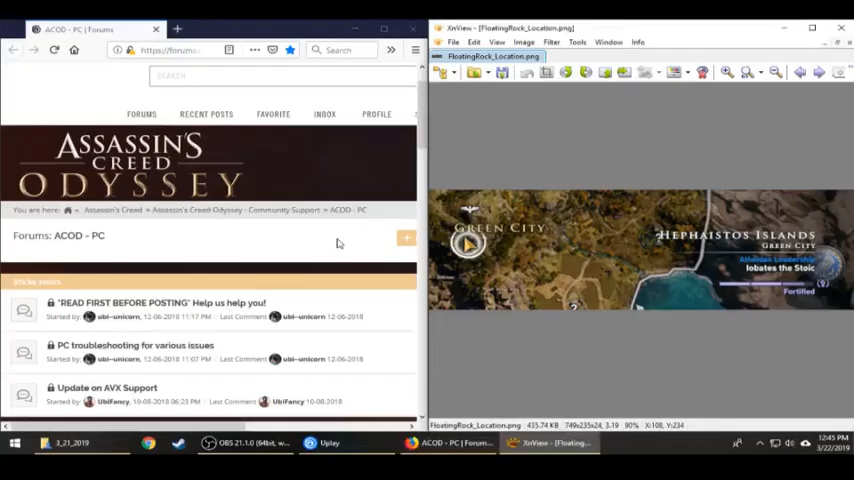 ACOD - PC | Forums
https://forums
Search
SEARCH
FORUMS RECENT POSTS FAVORITE INBOX PROFILE
ASSASSIN'S
CREED
ODYSSEY
You are here: » Assassin's Creed » Assassin's Creed Odyssey - Community Support » ACOD - PC
Forums: ACOD - PC
"READ FIRST BEFORE POSTING" Help us help you!
Started by: ubi-unicorn, 12-06-2018 11:17 PM - Last Comment ubi-unicorn 12-06-2018
PC troubleshooting for various issues
Started by: ubi-unicorn, 12-06-2018 11:07 PM - Last Comment ubi-unicorn 12-06-2018
Update on AVX Support
Started by: UbiFancy, 10-08-2018 06:23 PM - Last Comment UbiFancy 10-08-2018
XnView - [FloatingRock_Location.png]
File Edit View Image Filter Tools Window Info
FloatingRock_Location.png
GREEN CITY
HEPHAISTOS ISLANDS
GREEN CITY
Athenian Leadership
Iobates the Stoic
Fortified
?
FloatingRock_Location.png 435.74 KB 749x235x24, 3.19 90% X:108, Y:234
3_21_2019
OBS 21.1.0 (64bit, w...
Uplay
ACOD - PC | Forum...
XnView - [Floating...
12:45 PM
3/22/2019